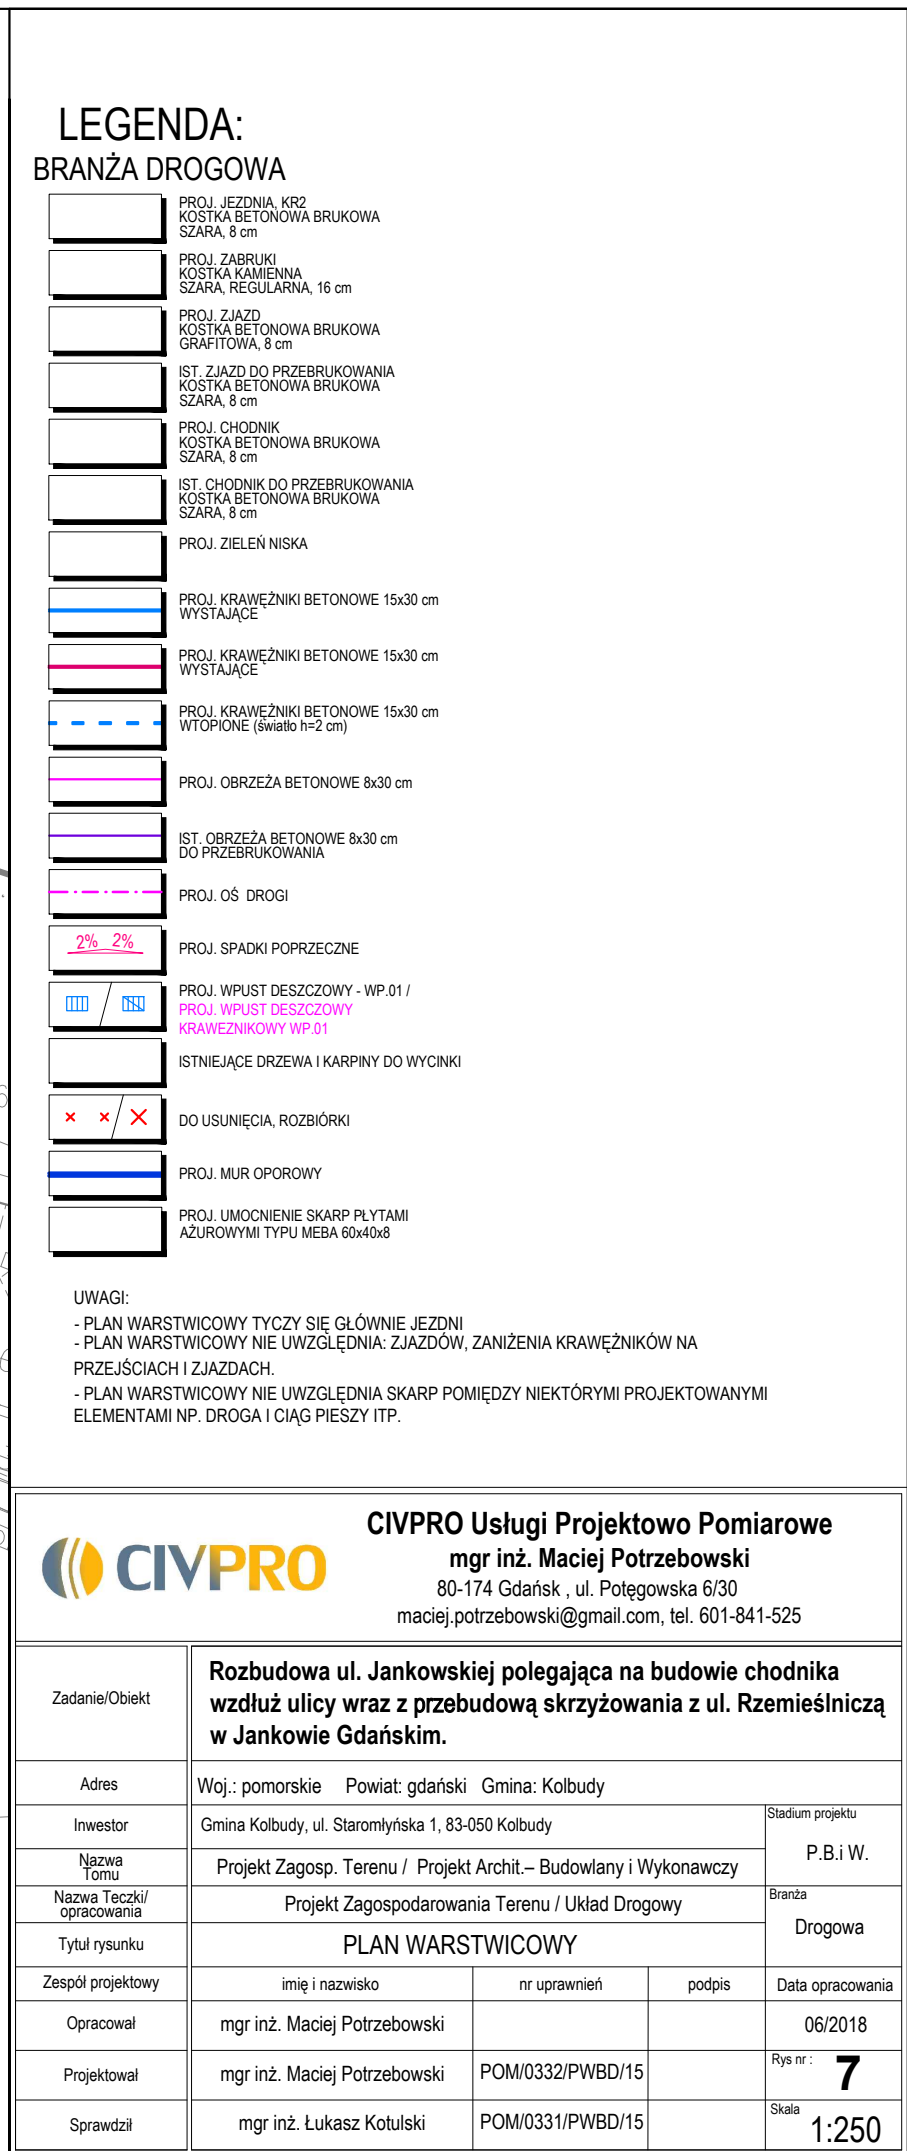 LEGENDA:
BRANŻA DROGOWA
PROJ. JEZDNIA, KR2
KOSTKA BETONOWA BRUKOWA
SZARA, 8 cm
PROJ. ZABRUKI
KOSTKA KAMIENNA
SZARA, REGULARNA, 16 cm
PROJ. ZJAZD
KOSTKA BETONOWA BRUKOWA
GRAFITOWA, 8 cm
IST. ZJAZD DO PRZEBRUKOWANIA
KOSTKA BETONOWA BRUKOWA
SZARA, 8 cm
PROJ. CHODNIK
KOSTKA BETONOWA BRUKOWA
SZARA, 8 cm
IST. CHODNIK DO PRZEBRUKOWANIA
KOSTKA BETONOWA BRUKOWA
SZARA, 8 cm
PROJ. ZIELEŃ NISKA
PROJ. KRAWĘŻNIKI BETONOWE 15x30 cm
WYSTAJĄCE
PROJ. KRAWĘŻNIKI BETONOWE 15x30 cm
WYSTAJĄCE
PROJ. KRAWĘŻNIKI BETONOWE 15x30 cm
WTOPIONE (światło h=2 cm)
PROJ. OBRZEŻA BETONOWE 8x30 cm
IST. OBRZEŻA BETONOWE 8x30 cm
DO PRZEBRUKOWANIA
PROJ. OŚ DROGI
2% 2%
PROJ. SPADKI POPRZECZNE
PROJ. WPUST DESZCZOWY - WP.01 /
PROJ. WPUST DESZCZOWY
KRAWEZNIKOWY WP.01
ISTNIEJĄCE DRZEWA I KARPINY DO WYCINKI
DO USUNIĘCIA, ROZBIÓRKI
PROJ. MUR OPOROWY
PROJ. UMOCNIENIE SKARP PŁYTAMI
AŻUROWYMI TYPU MEBA 60x40x8
UWAGI:
- PLAN WARSTWICOWY TYCZY SIĘ GŁÓWNIE JEZDNI
- PLAN WARSTWICOWY NIE UWZGLĘDNIA: ZJAZDÓW, ZANIŻENIA KRAWĘŻNIKÓW NA
PRZEJŚCIACH I ZJAZDACH.
- PLAN WARSTWICOWY NIE UWZGLĘDNIA SKARP POMIĘDZY NIEKTÓRYMI PROJEKTOWANYMI
ELEMENTAMI NP. DROGA I CIĄG PIESZY ITP.
CIVPRO
CIVPRO Usługi Projektowo Pomiarowe
mgr inż. Maciej Potrzebowski
80-174 Gdańsk , ul. Potęgowska 6/30
maciej.potrzebowski@gmail.com, tel. 601-841-525
Zadanie/Obiekt
Rozbudowa ul. Jankowskiej polegająca na budowie chodnika
wzdłuż ulicy wraz z przebudową skrzyżowania z ul. Rzemieślniczą
w Jankowie Gdańskim.
Adres
Woj.: pomorskie Powiat: gdański Gmina: Kolbudy
Inwestor
Gmina Kolbudy, ul. Staromłyńska 1, 83-050 Kolbudy
Stadium projektu
P.B.i W.
Nazwa
Tomu
Projekt Zagosp. Terenu / Projekt Archit.– Budowlany i Wykonawczy
Nazwa Teczki/
opracowania
Projekt Zagospodarowania Terenu / Układ Drogowy
Branża
Drogowa
Tytuł rysunku
PLAN WARSTWICOWY
Zespół projektowy imię i nazwisko nr uprawnień podpis Data opracowania
Opracował mgr inż. Maciej Potrzebowski 06/2018
Projektował mgr inż. Maciej Potrzebowski POM/0332/PWBD/15 Rys nr : 7
Sprawdził mgr inż. Łukasz Kotulski POM/0331/PWBD/15 Skala 1:250